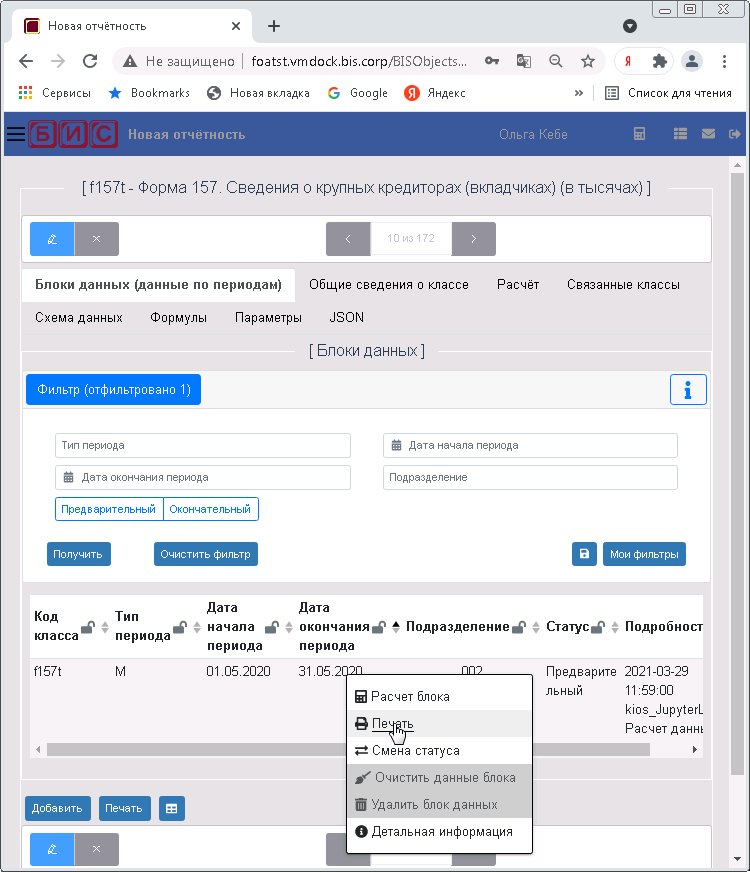 Новая отчётность
Не защищено | foatst.vmdock.bis.corp/BISObjects...
Сервисы Bookmarks Новая вкладка Google Яндекс » Список для чтения
БИС Новая отчётность Ольга Кебе
[ f157t - Форма 157. Сведения о крупных кредиторах (вкладчиках) (в тысячах) ]
10 из 172
Блоки данных (данные по периодам) Общие сведения о классе Расчёт Связанные классы
Схема данных Формулы Параметры JSON
[ Блоки данных ]
Фильтр (отфильтровано 1)
Тип периода Дата начала периода
Дата окончания периода Подразделение
Предварительный Окончательный
Получить Очистить фильтр Мои фильтры
Код класса Тип периода Дата начала периода Дата окончания периода Подразделение Статус Подробност
f157t M 01.05.2020 31.05.2020 002 Предварите 2021-03-29
льный 11:59:00
kios_JupyterL
Расчет данн
Расчет блока
Печать
Смена статуса
Очистить данные блока
Удалить блок данных
Детальная информация
Добавить Печать